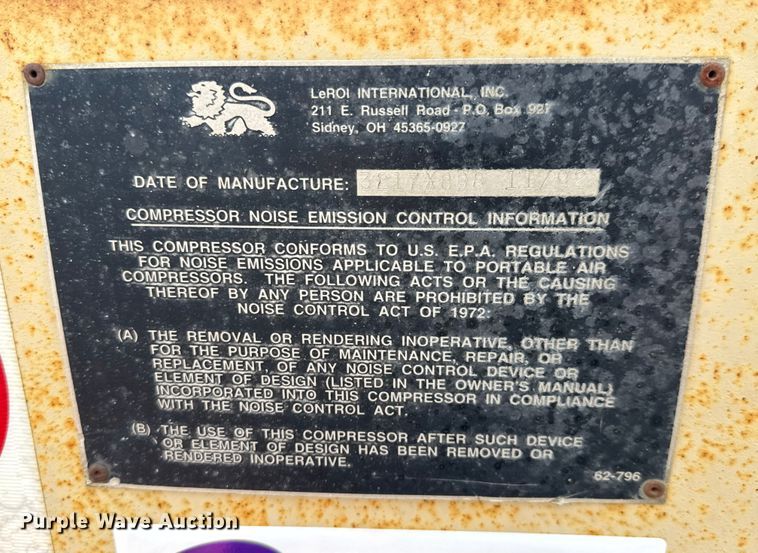 LeROI INTERNATIONAL, INC.
211 E. Russell Road - P.O. Box 927
Sidney, OH 45365-0927
DATE OF MANUFACTURE:
COMPRESSOR NOISE EMISSION CONTROL INFORMATION
THIS COMPRESSOR CONFORMS TO U.S. E.P.A. REGULATIONS
FOR NOISE EMISSIONS APPLICABLE TO PORTABLE AIR
COMPRESSORS. THE FOLLOWING ACTS OR THE CAUSING
THEREOF BY ANY PERSON ARE PROHIBITED BY THE
NOISE CONTROL ACT OF 1972:
(A) THE REMOVAL OR RENDERING INOPERATIVE, OTHER THAN
FOR THE PURPOSE OF MAINTENANCE, REPAIR, OR
REPLACEMENT, OF ANY NOISE CONTROL DEVICE OR
ELEMENT OF DESIGN (LISTED IN THE OWNER'S MANUAL)
INCORPORATED INTO THIS COMPRESSOR IN COMPLIANCE
WITH THE NOISE CONTROL ACT.
(B) THE USE OF THIS COMPRESSOR AFTER SUCH DEVICE
OR ELEMENT OF DESIGN HAS BEEN REMOVED OR
RENDERED INOPERATIVE.
62-796
Purple Wave Auction